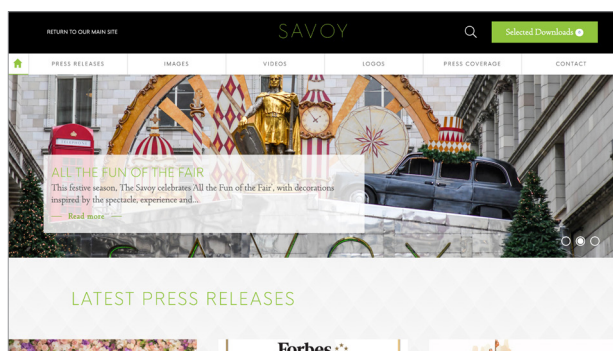 RETURN TO OUR MAIN SITE
SAVOY
Selected Downloads 0
PRESS RELEASES
IMAGES
VIDEOS
LOGOS
PRESS COVERAGE
CONTACT
ALL THE FUN OF THE FAIR
This festive season, The Savoy celebrates 'All the Fun of the Fair', with decorations
inspired by the spectacle, experience and...
Read more
LATEST PRESS RELEASES
Forbes